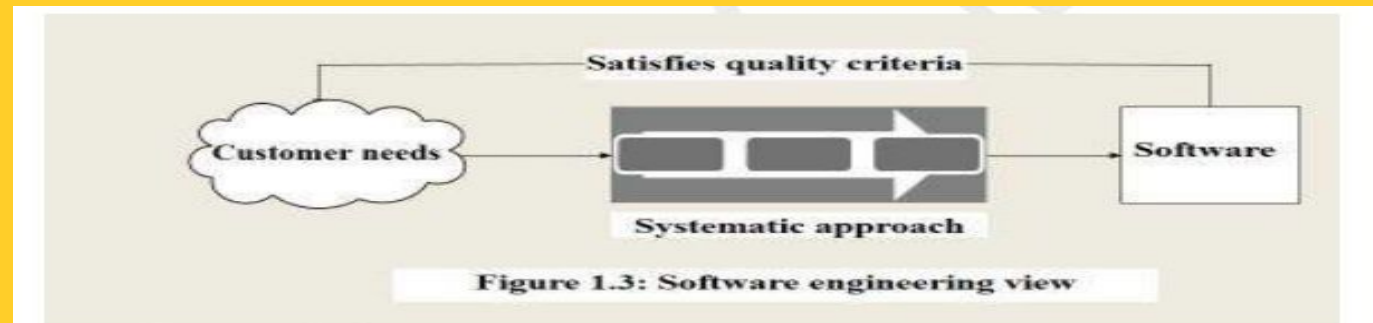 Satisfies quality criteria
Customer needs
Software
Systematic approach
Figure 1.3: Software engineering view